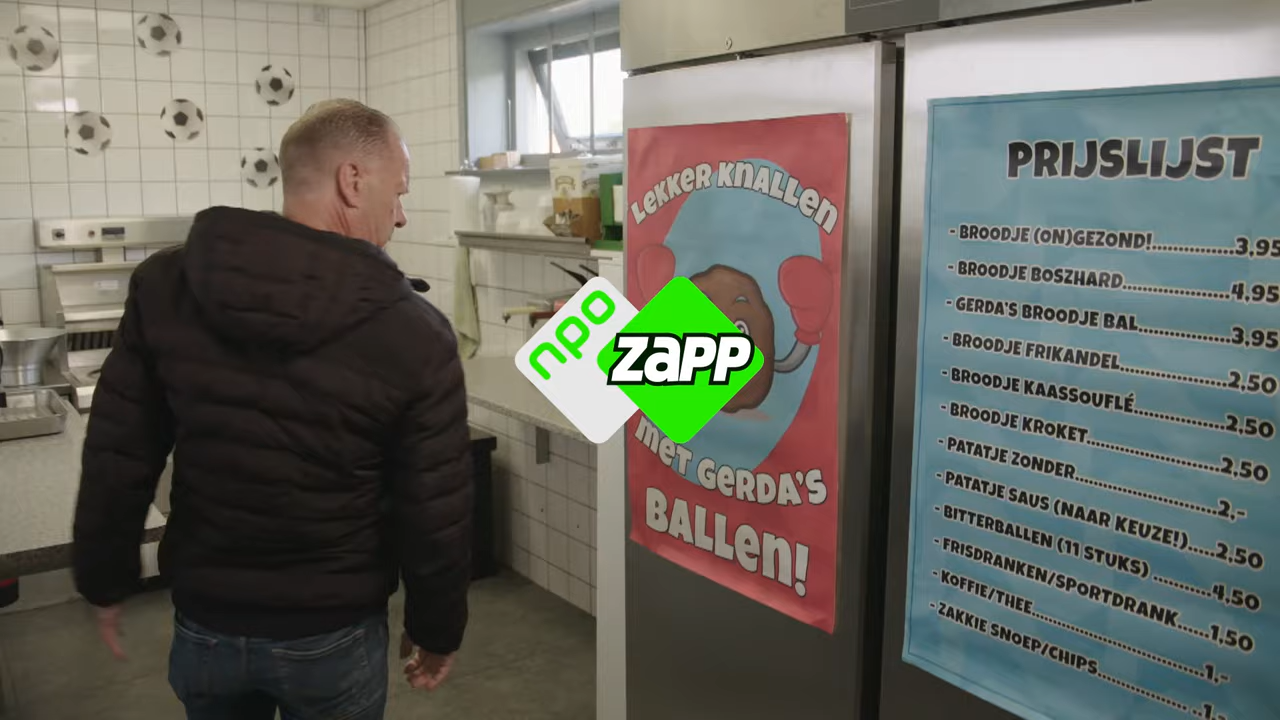 LEKKER KNALLEN
MET GERDA'S
BALLEN!
npo
zapp
PRIJSLIJST
- BROODJE (ON)GEZOND!..............3,95
- BROODJE BOSZHARD..................4,95
- GERDA'S BROODJE BAL...............3,95
- BROODJE FRIKANDEL.................2,50
- BROODJE KAASSOUFLÉ................2,50
- BROODJE KROKET....................2,50
- PATATJE ZONDER....................2,-
- PATATJE SAUS (NAAR KEUZE!).....2,50
- BITTERBALLEN (11 STUKS) .........4,50
- FRISDRANKEN/SPORTDRANK......1,50
- KOFFIE/THEE.......................1,-
- ZAKKIE SNOEP/CHIPS................1,-